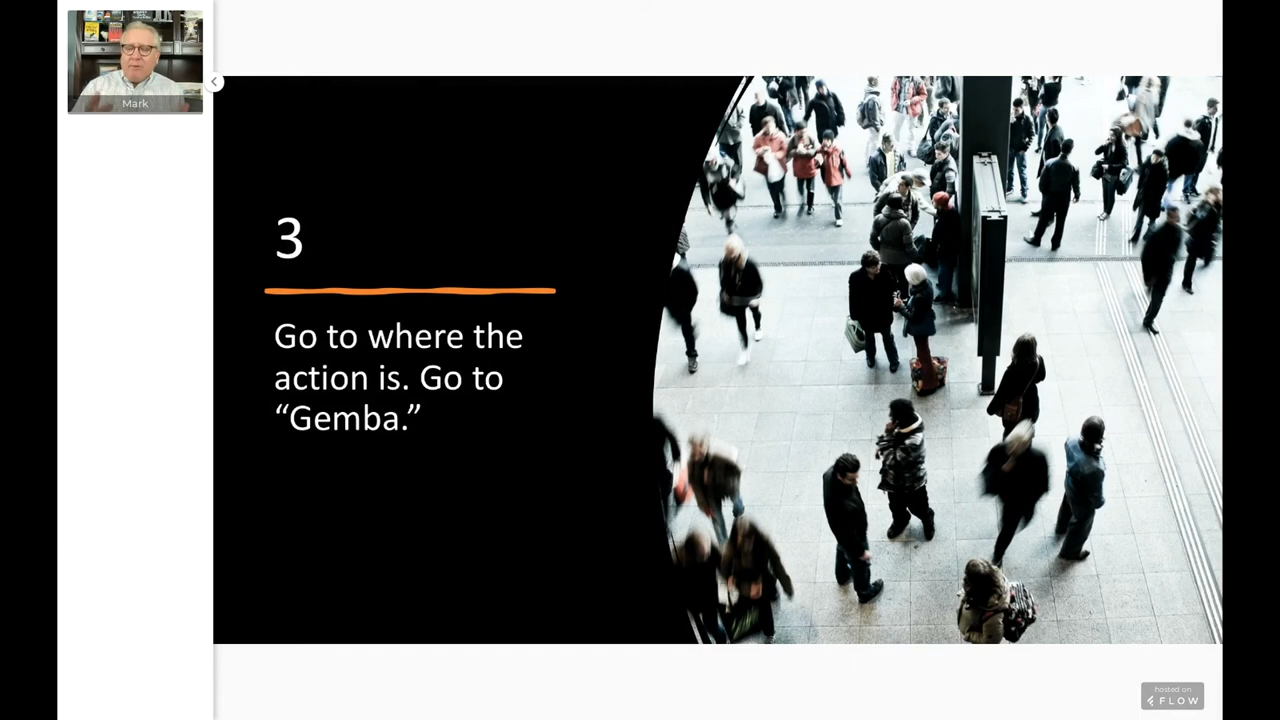 Mark
3
Go to where the
action is. Go to
“Gemba.”
hosted on
FLOW